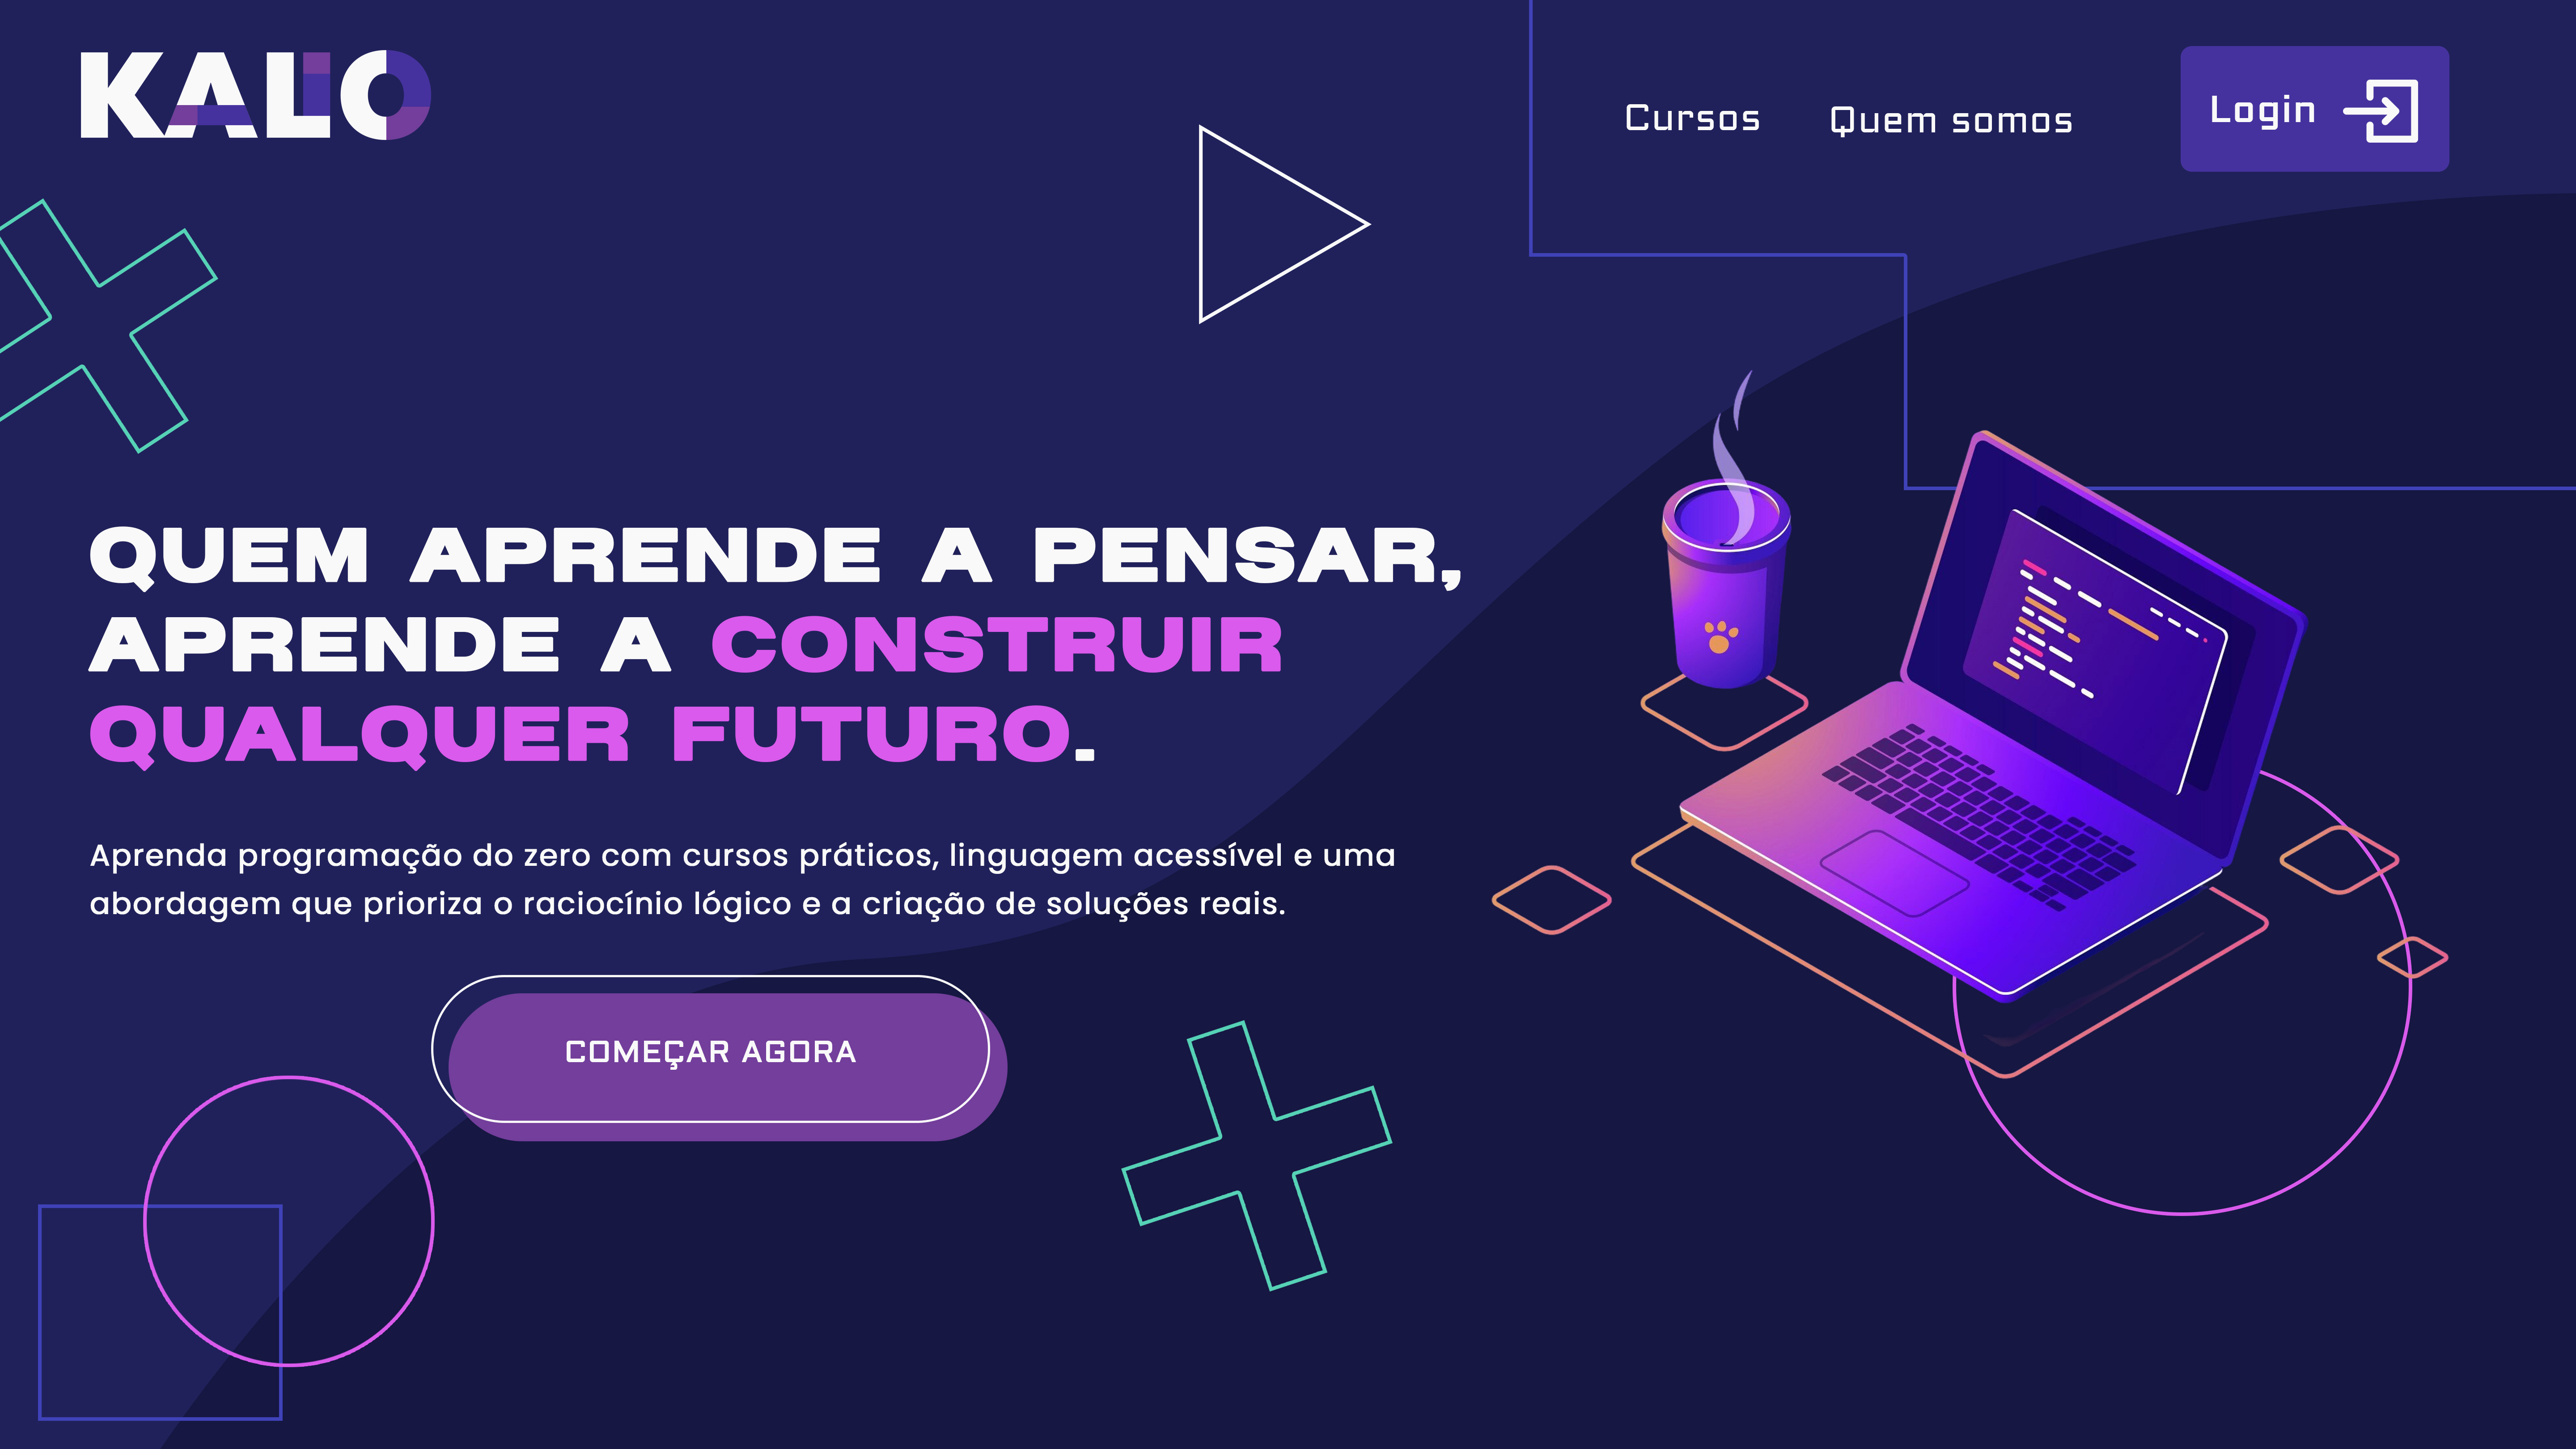 KALIO
Cursos
Quem somos
Login
QUEM APRENDE A PENSAR,
APRENDE A CONSTRUIR
QUALQUER FUTURO.
Aprenda programação do zero com cursos práticos, linguagem acessível e uma
abordagem que prioriza o raciocínio lógico e a criação de soluções reais.
COMEÇAR AGORA